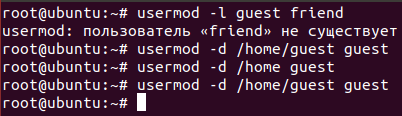 root@ubuntu:~# usermod -l guest friend
usermod: пользователь «friend» не существует
root@ubuntu:~# usermod -d /home/guest guest
root@ubuntu:~# usermod -d /home guest
root@ubuntu:~# usermod -d /home/guest guest
root@ubuntu:~#